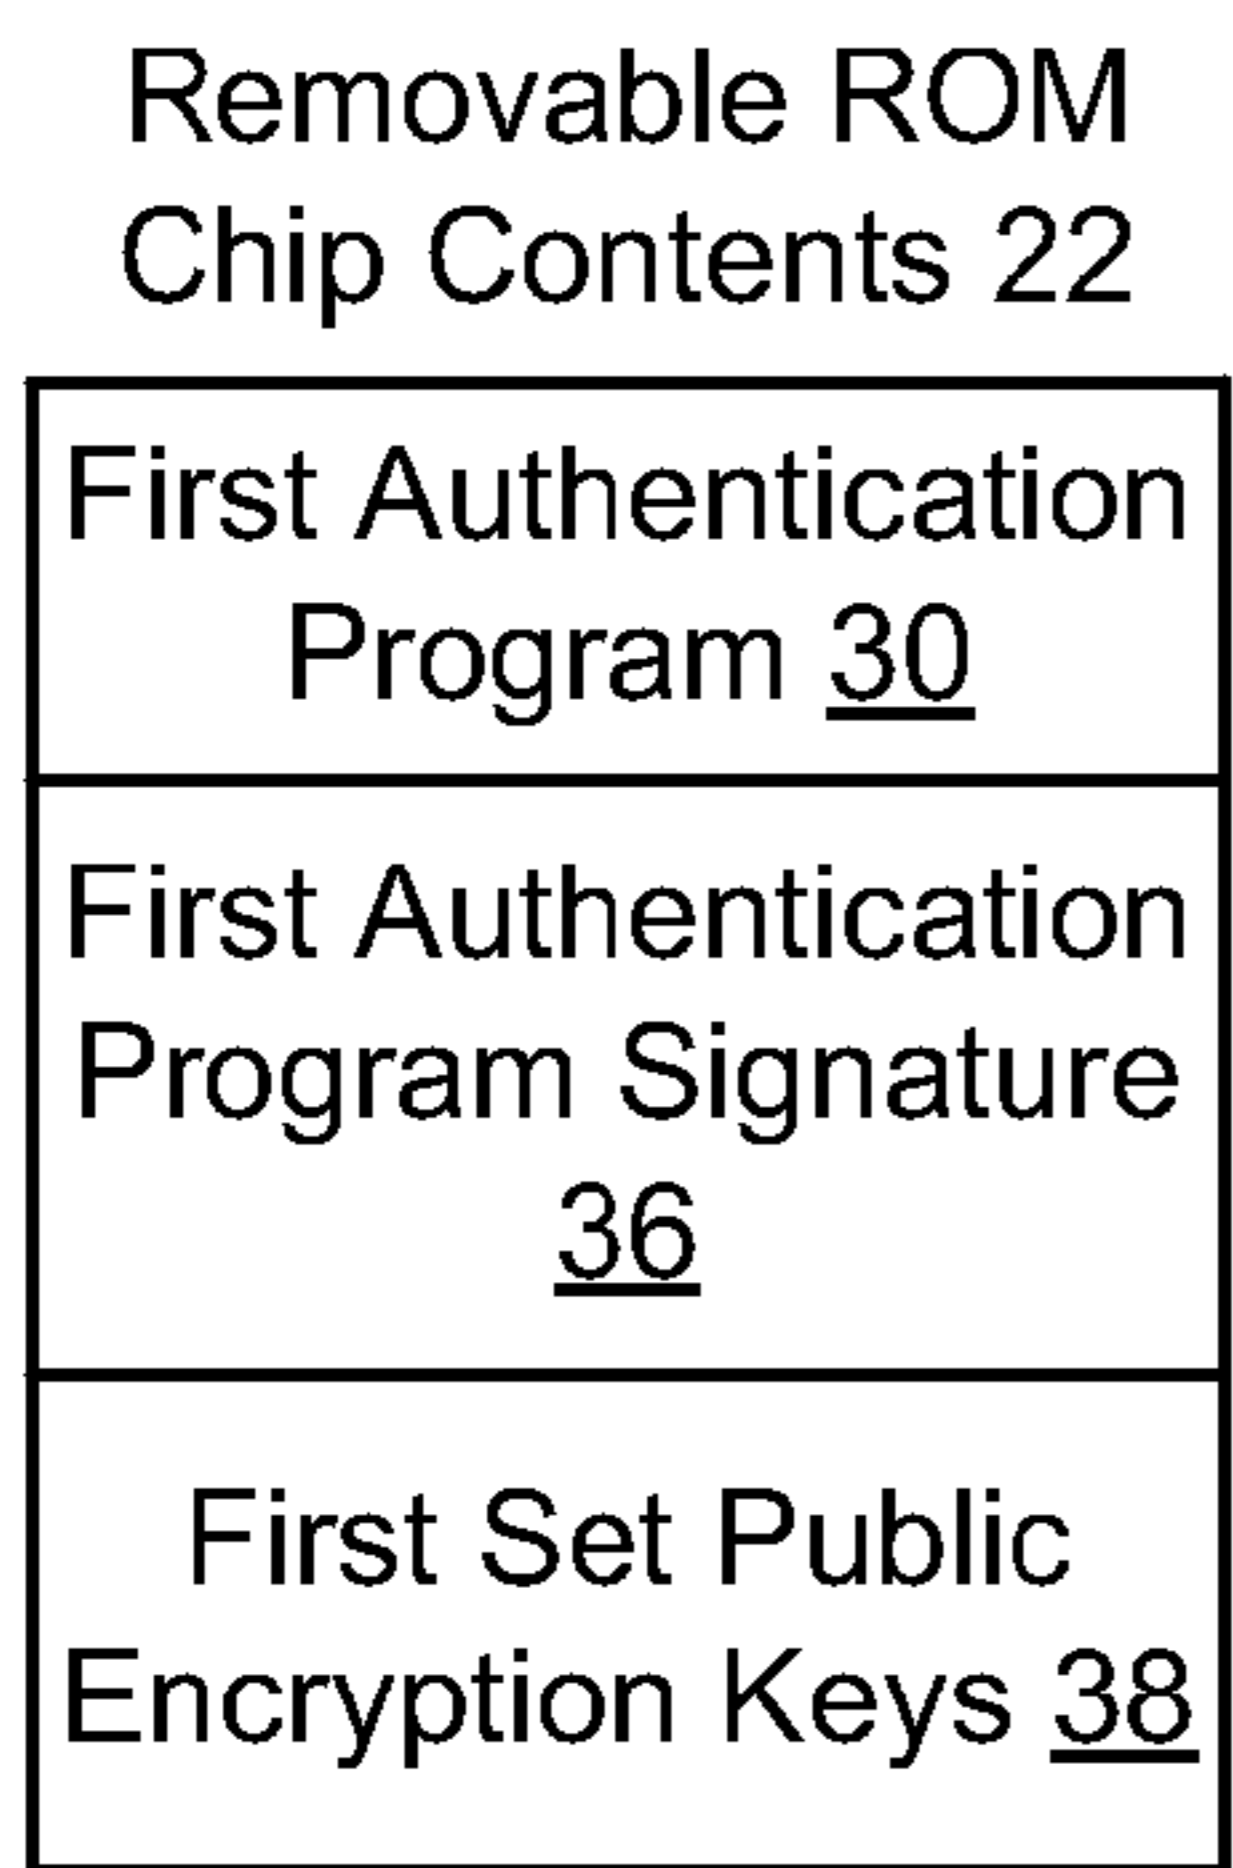 Removable ROM
Chip Contents 22
First Authentication
Program 30
First Authentication
Program Signature
36
First Set Public
Encryption Keys 38